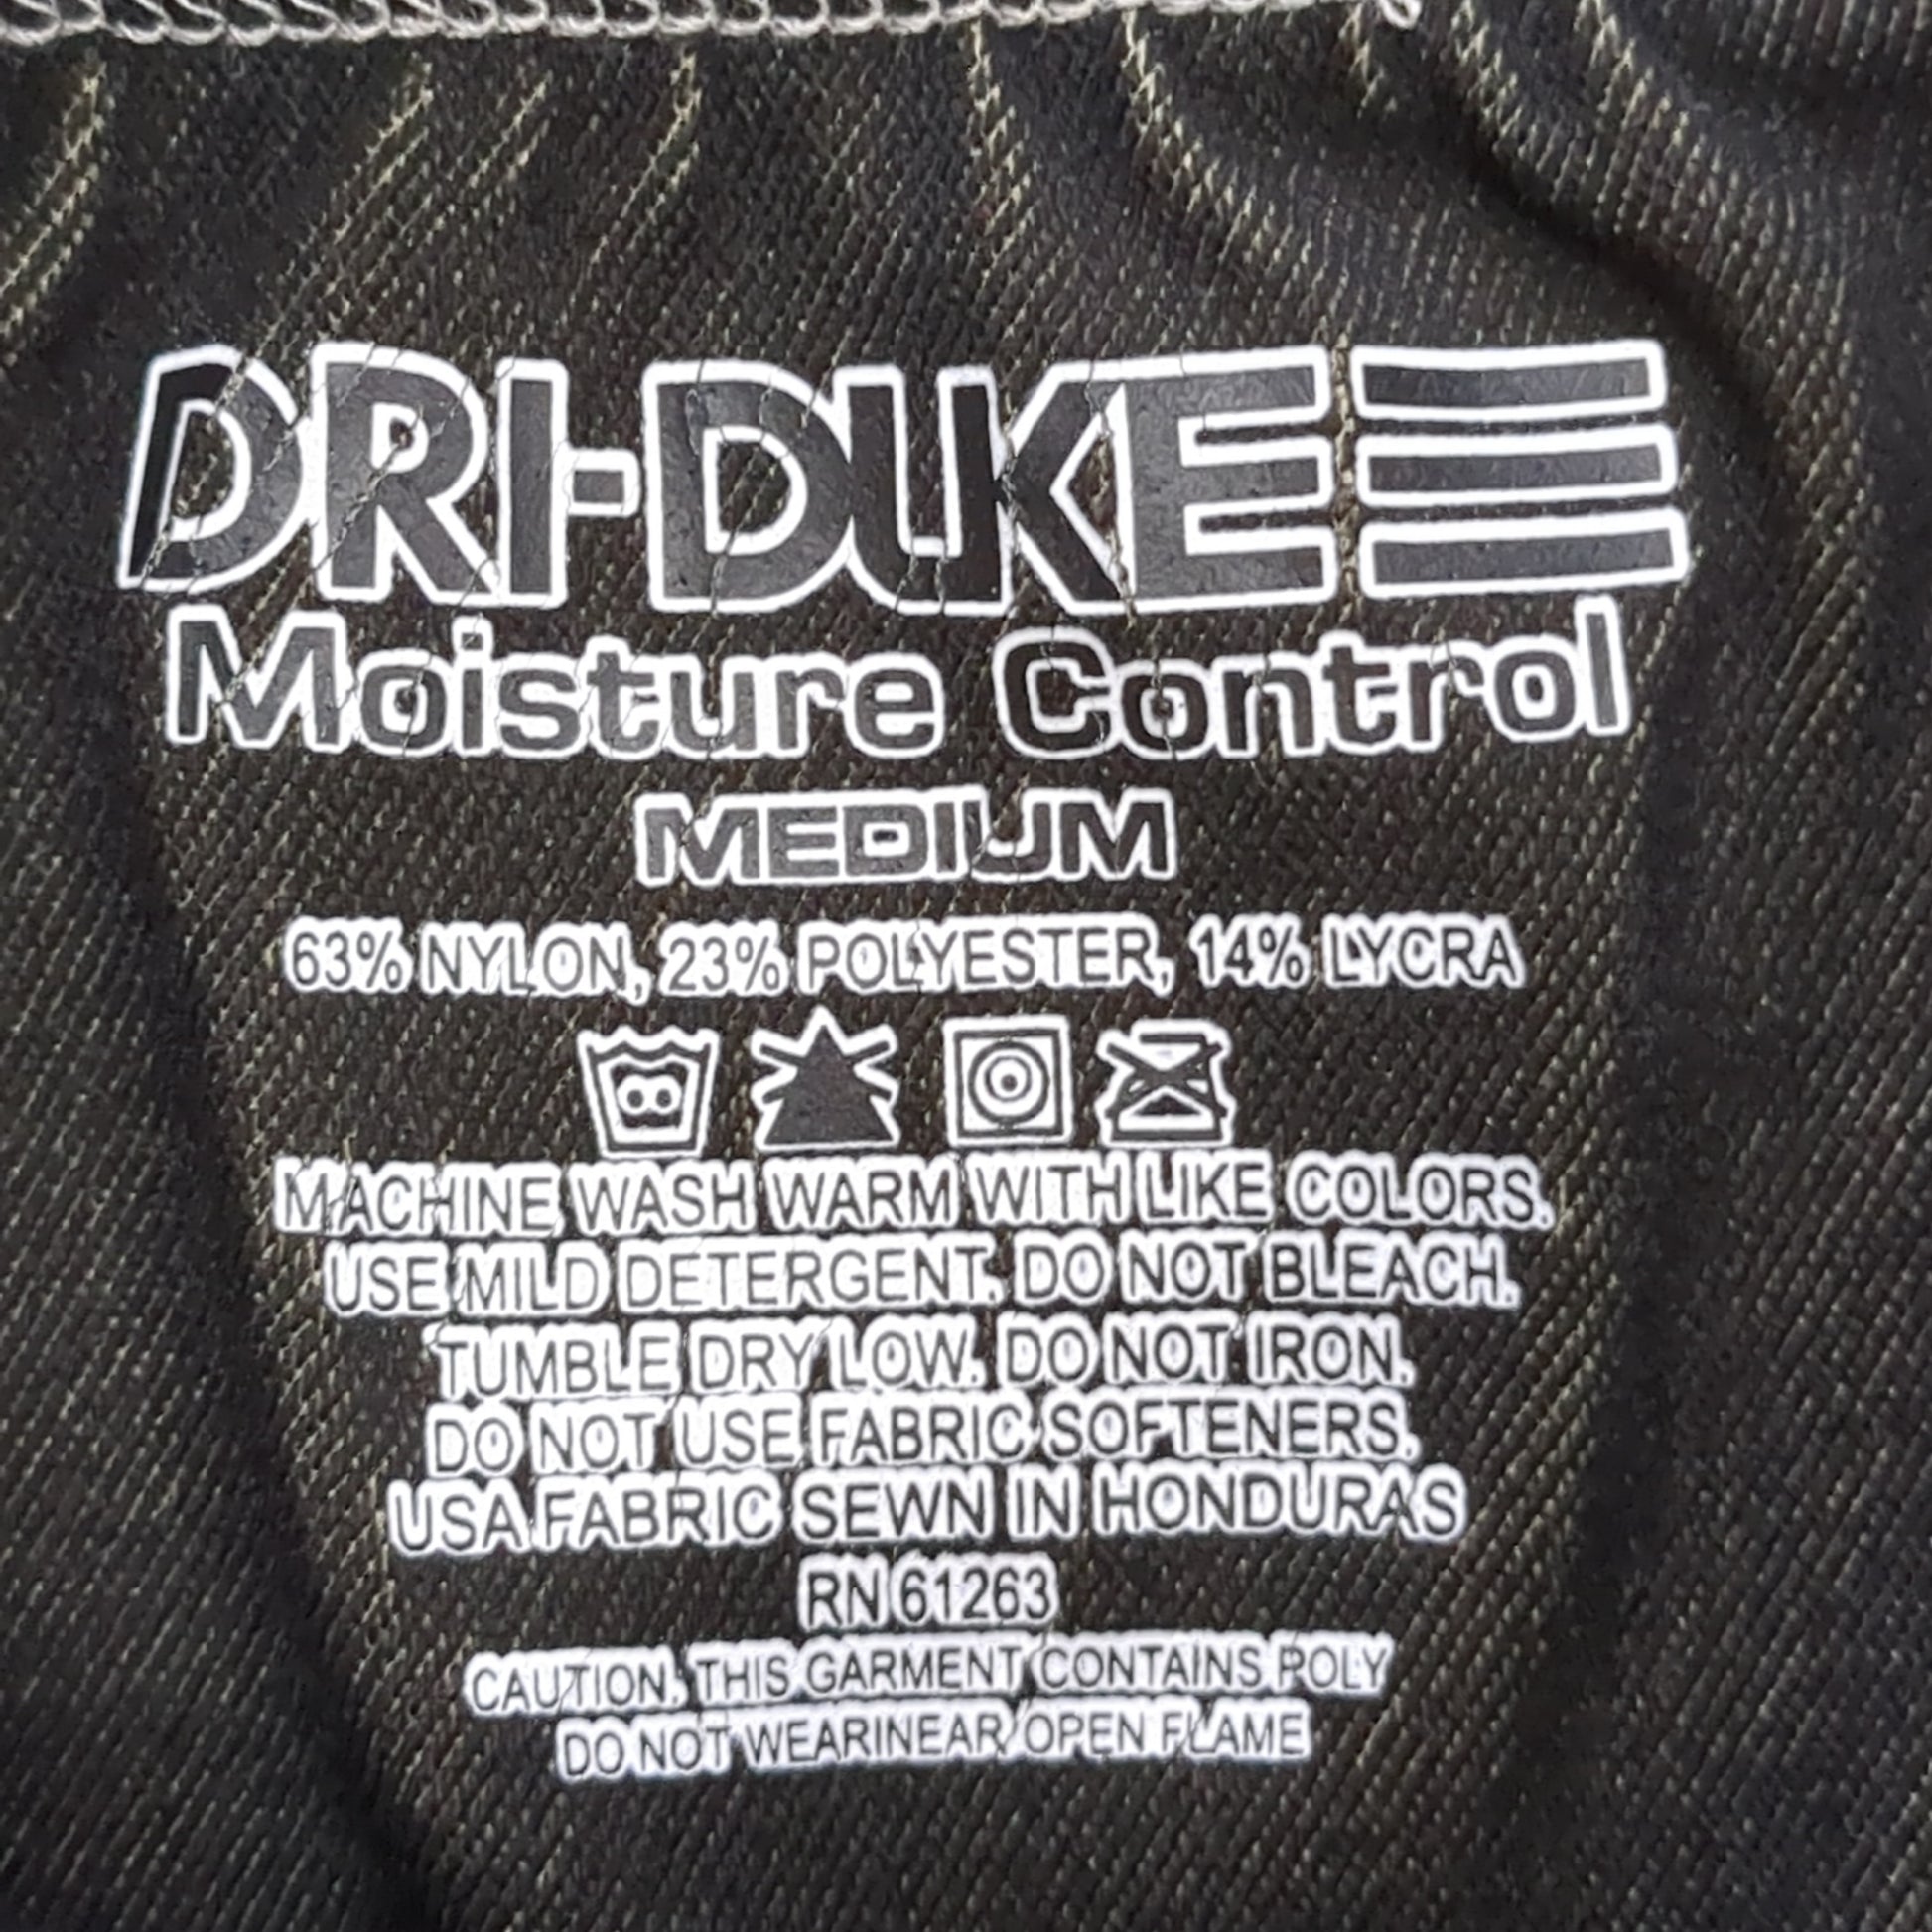 DRI-DUKE
Moisture Control
MEDIUM
63% NYLON, 23% POLYESTER, 14% LYCRA
MACHINE WASH WARM WITH LIKE COLORS.
USE MILD DETERGENT. DO NOT BLEACH.
TUMBLE DRY LOW. DO NOT IRON.
DO NOT USE FABRIC SOFTENERS.
USA FABRIC SEWN IN HONDURAS
RN 61263
CAUTION, THIS GARMENT CONTAINS POLY
DO NOT WEAR NEAR OPEN FLAME